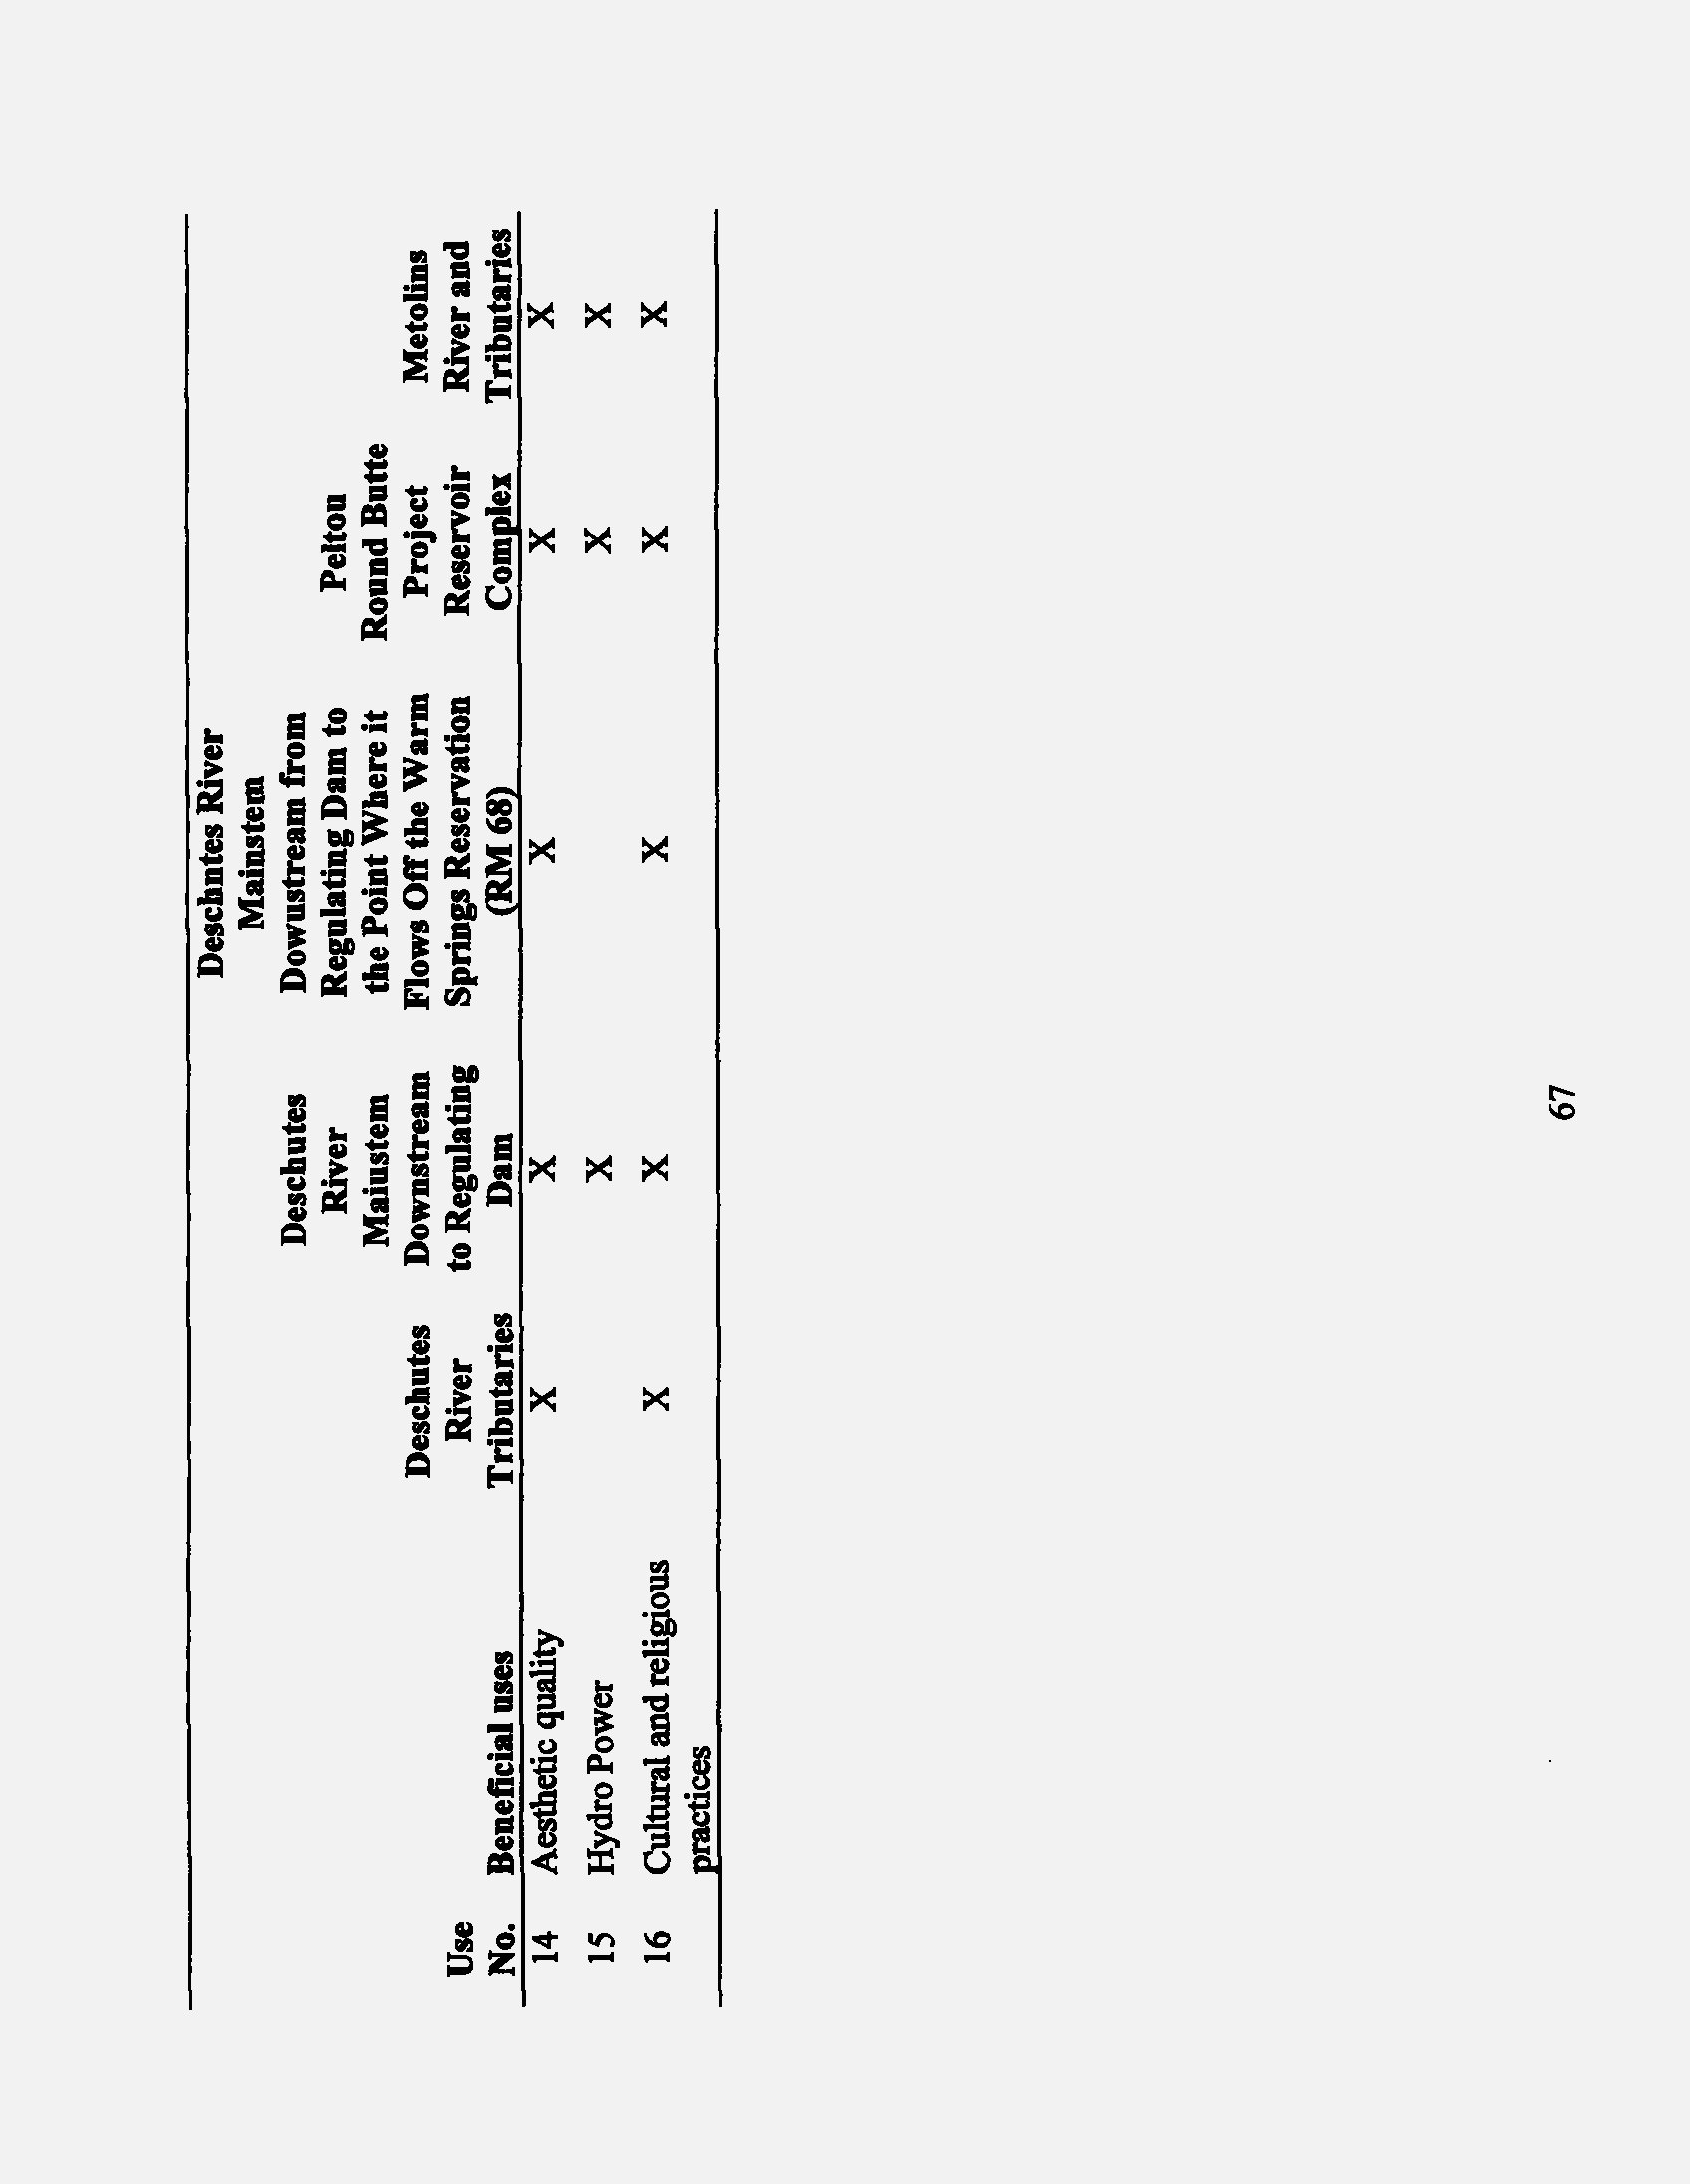 Deschntes River
Mainstem
Deschutes Dowustream from
River Regulating Dam to Peltou
Maiustem the Point Where it Round Butte
Deschutes Downstream Flows Off the Warm Project Metolins
Use River to Regulating Springs Reservation Reservoir River and
No. Beneficial uses Tributaries Dam (RM 68) Complex Tributaries
14 Aesthetic quality X X X X X
15 Hydro Power X X X
16 Cultural and religious X X X X X
practices
67